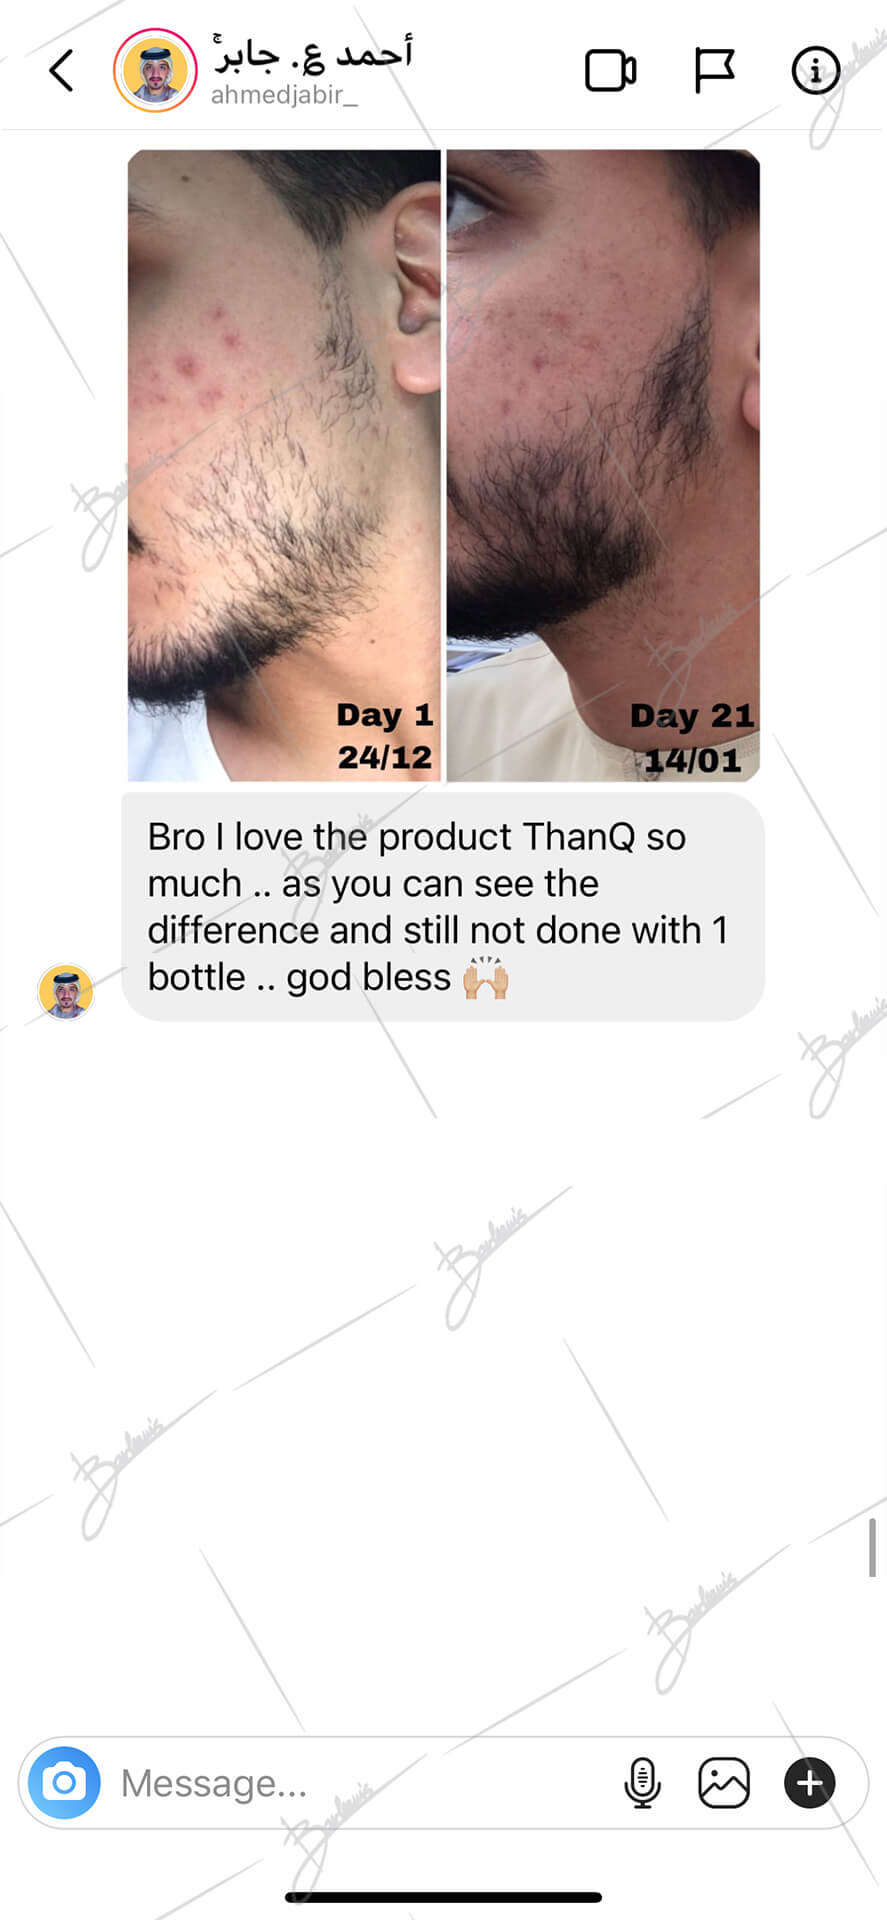 أحمد ع. جابر
ahmedjabir_
Day 1
24/12
Day 21
14/01
Bro I love the product ThanQ so
much .. as you can see the
difference and still not done with 1
bottle .. god bless 🙌🏼
Message...